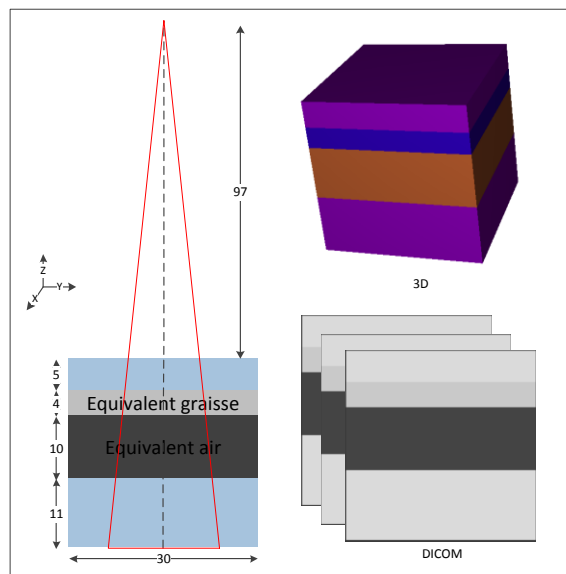 97
3D
Z
Y
X
5
4
Equivalent graisse
10
Equivalent air
11
30
DICOM